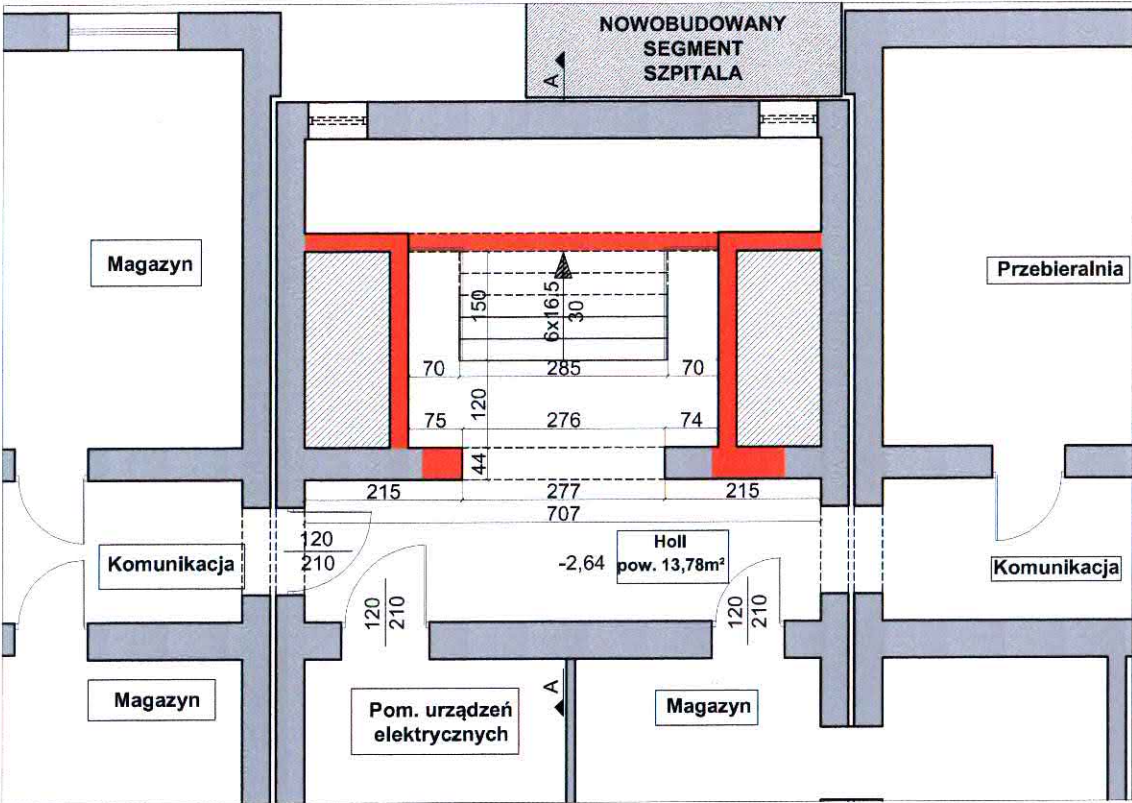 NOWOBUDOWANY
SEGMENT
SZPITALA
A
Magazyn
Przebieralnia
150
6x16,5
30
70
285
70
120
75
276
74
44
215
277
215
707
Komunikacja
120
210
-2,64
Holl
pow. 13,78m²
Komunikacja
120
210
120
210
Magazyn
Pom. urządzeń
elektrycznych
A
Magazyn